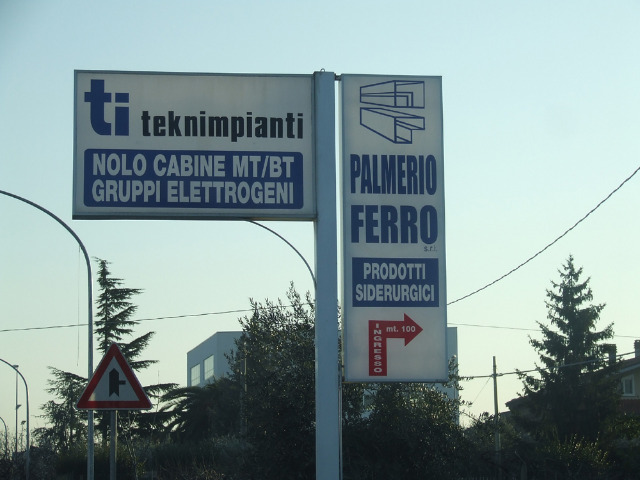 ti teknimpianti
NOLO CABINE MT/BT
GRUPPI ELETTROGENI
PALMERIO
FERRO
s.r.l.
PRODOTTI
SIDERURGICI
mt. 100
INGRESSO